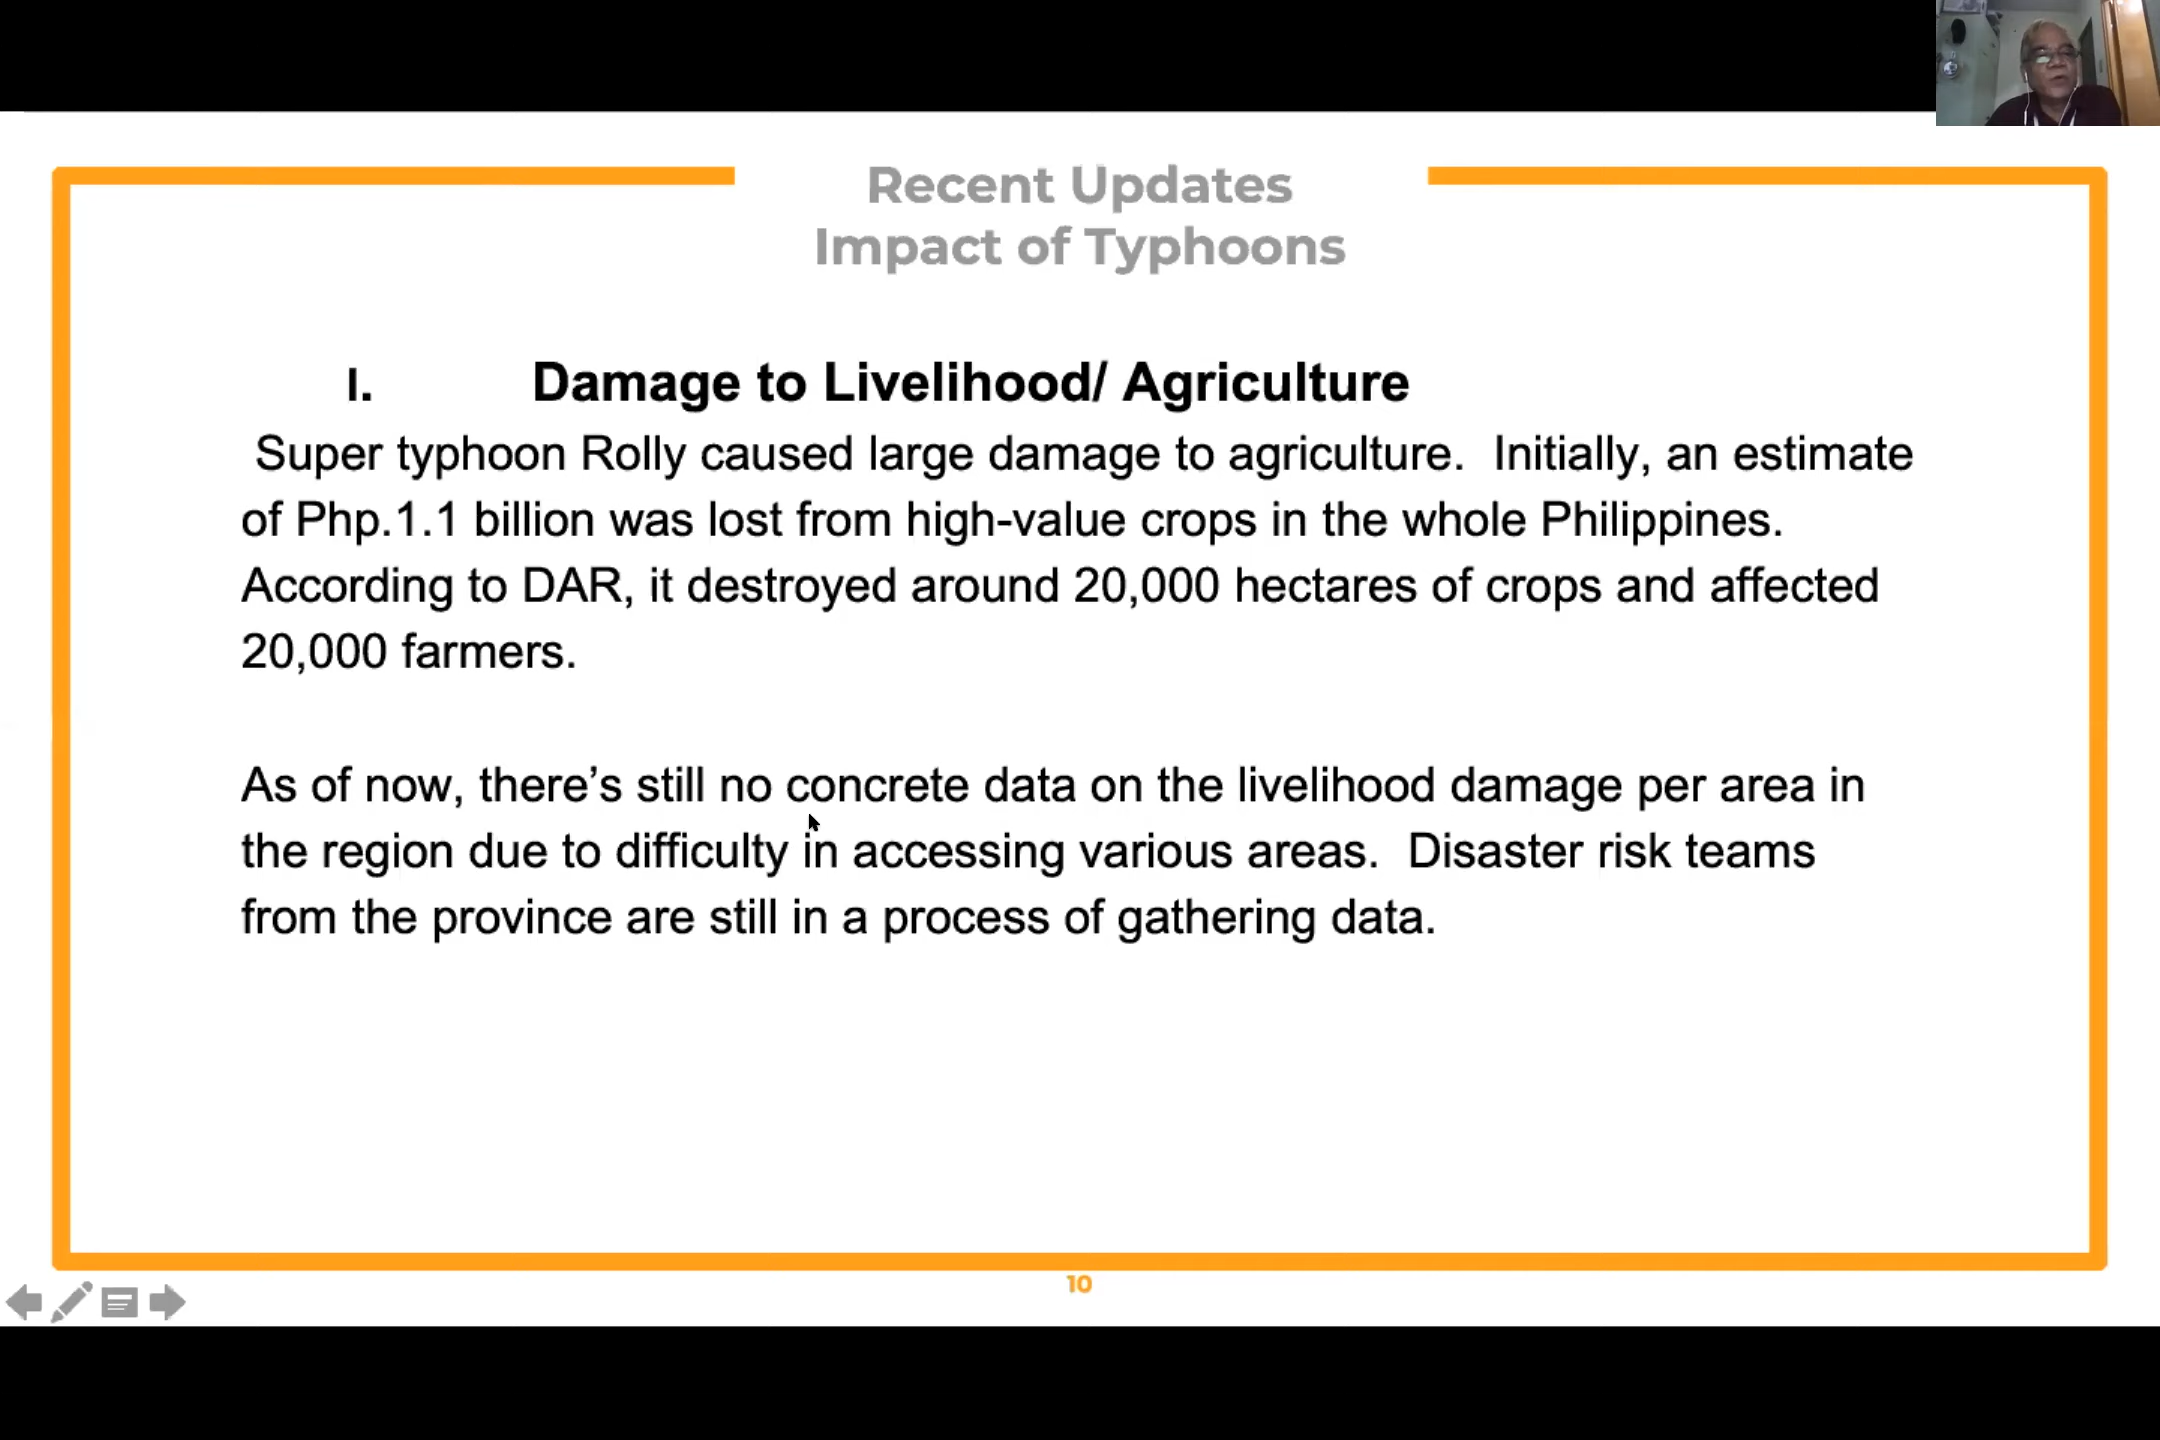 Recent Updates
Impact of Typhoons
I. Damage to Livelihood/ Agriculture
Super typhoon Rolly caused large damage to agriculture.  Initially, an estimate
of Php.1.1 billion was lost from high-value crops in the whole Philippines.
According to DAR, it destroyed around 20,000 hectares of crops and affected
20,000 farmers.
As of now, there’s still no concrete data on the livelihood damage per area in
the region due to difficulty in accessing various areas.  Disaster risk teams
from the province are still in a process of gathering data.
10